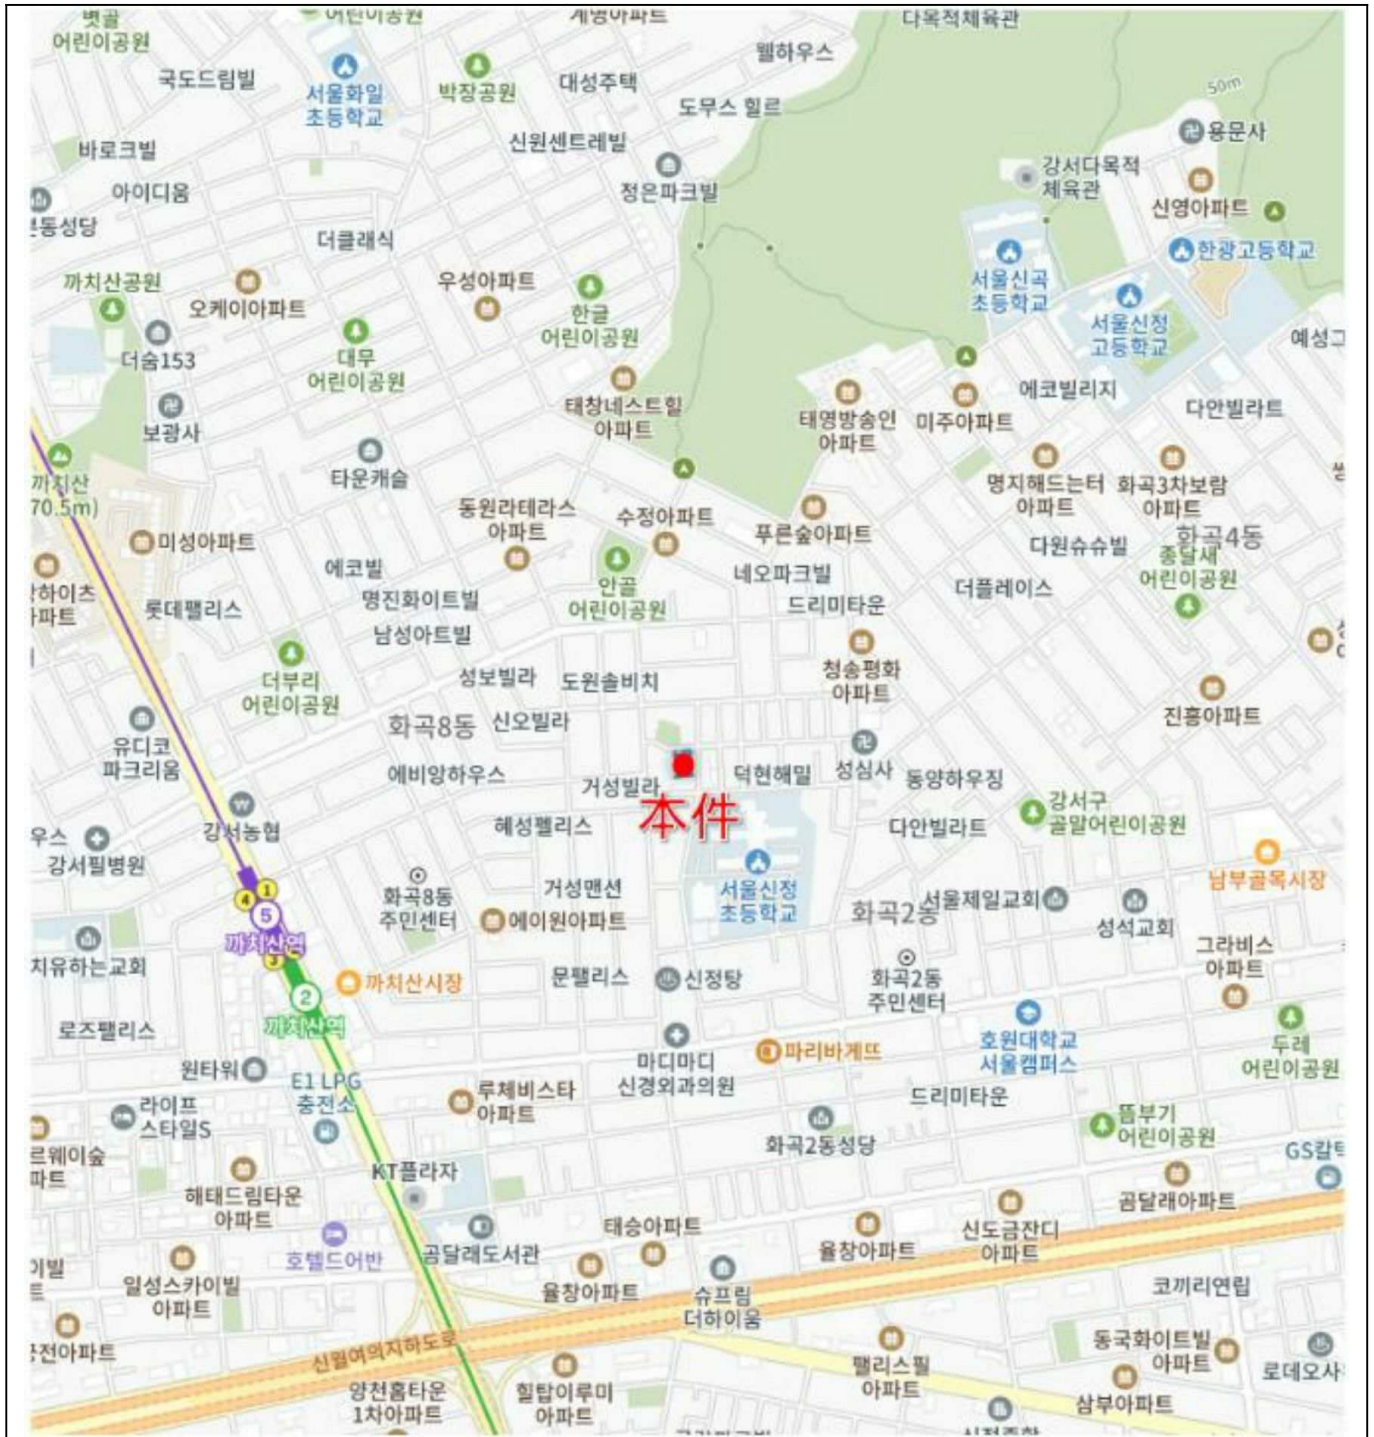 볏골
어린이공원
어린이공원
계명아파트
다목적체육관
웰하우스
국도드림빌
서울화일
초등학교
박장공원
대성주택
도무스 힐르
50m
용문사
바로크빌
신원센트레빌
아이디움
정은파크빌
강서다목적
체육관
신영아파트
본동성당
더클래식
한광고등학교
까치산공원
오케이아파트
우성아파트
한글
어린이공원
서울신곡
초등학교
서울신정
고등학교
더숨153
대무
어린이공원
에코빌리지
다안빌라트
보광사
태창네스트힐
아파트
태영방송인
아파트
미주아파트
까치산
70.5m)
타운캐슬
명지해드는터
아파트
화곡3차보람
아파트
동원라테라스
아파트
수정아파트
푸른숲아파트
화곡4동
미성아파트
에코빌
안골
어린이공원
네오파크빌
다원슈슈빌
종달새
어린이공원
더플레이스
롯데팰리스
명진화이트빌
드리미타운
남성아트빌
더부리
어린이공원
성보빌라
도원솔비치
청송평화
아파트
진흥아파트
화곡8동
신오빌라
유디코
파크리움
에비앙하우스
거성빌라
덕현해밀
성심사
동양하우징
本件
강서농협
혜성펠리스
다안빌라트
강서구
골말어린이공원
우스
강서필병원
남부골목시장
화곡8동
주민센터
거성맨션
서울신정
초등학교
서울제일교회
성석교회
1
4
5
까치산역
3
에이원아파트
화곡2동
그라비스
아파트
치유하는교회
까치산시장
문팰리스
신정탕
화곡2동
주민센터
2
까치산역
로즈팰리스
마디마디
신경외과의원
파리바게뜨
호원대학교
서울캠퍼스
두레
어린이공원
원타워
E1 LPG
충전소
루체비스타
아파트
드리미타운
라이프
스타일S
화곡2동성당
뜸부기
어린이공원
르웨이숲
파트
KT플라자
GS칼텍
해태드림타운
아파트
곰달래아파트
호텔드어반
곰달래도서관
태승아파트
율창아파트
신도금잔디
아파트
일성스카이빌
아파트
율창아파트
슈프림
더하이움
코끼리연립
신월여의지하도로
동국화이트빌
아파트
로데오사
팰리스필
아파트
양천홈타운
1차아파트
힐탑이루미
아파트
삼부아파트